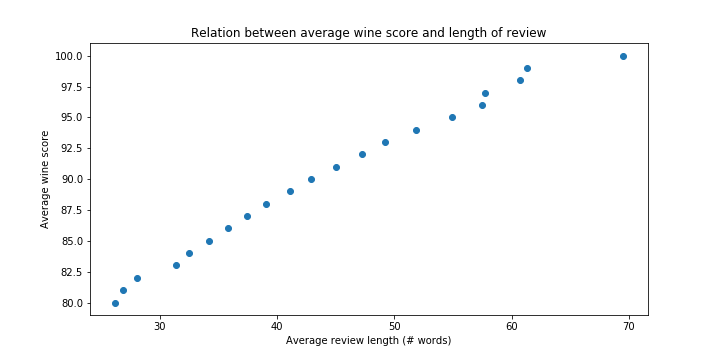 Relation between average wine score and length of review
100.0
97.5
95.0
92.5
90.0
87.5
85.0
82.5
80.0
Average wine score
30 40 50 60 70
Average review length (# words)